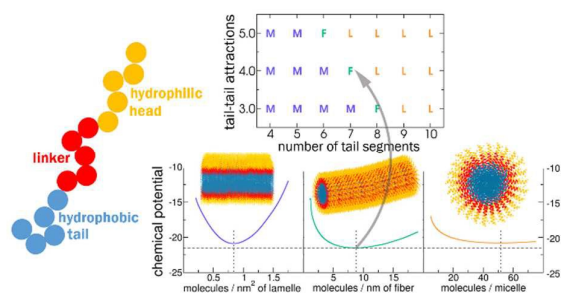 hydrophilic
head
linker
hydrophobic
tail
tail-tail attractions
5.0
M M F L L L L
4.0
M M M F L L L
3.0
M M M M F L L
4 5 6 7 8 9 10
number of tail segments
chemical potential
-10
-15
-20
-25
0.5 1.0 1.5
molecules / nm² of lamelle
5 10 15
molecules / nm of fiber
20 40 60
molecules / micelle
-10
-15
-20
-25